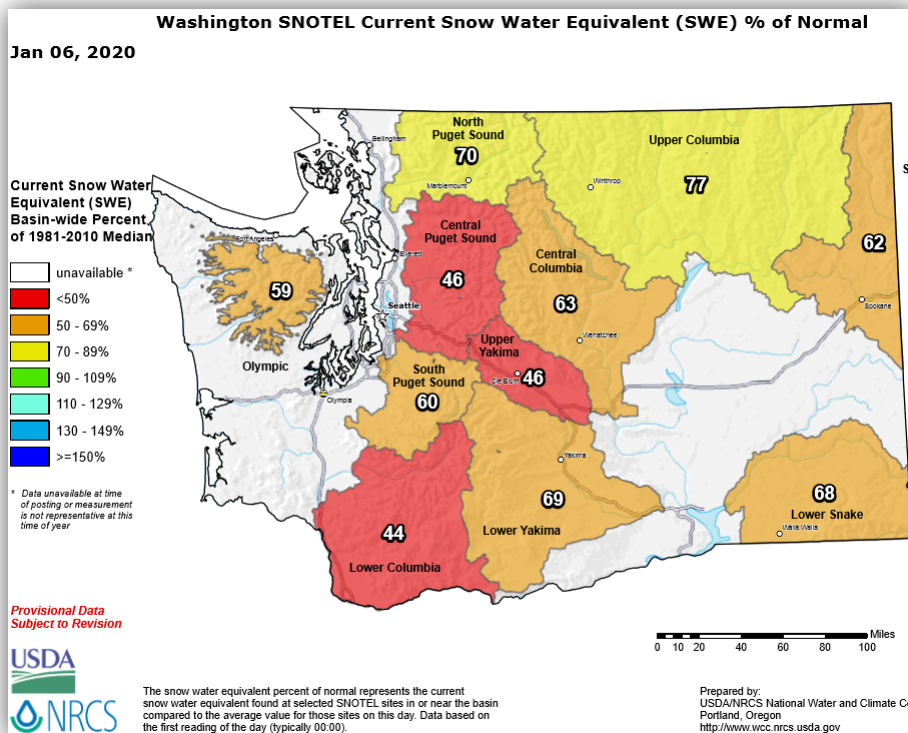 Washington SNOTEL Current Snow Water Equivalent (SWE) % of Normal
Jan 06, 2020
Current Snow Water
Equivalent (SWE)
Basin-wide Percent
of 1981-2010 Median
unavailable *
<50%
50 - 69%
70 - 89%
90 - 109%
110 - 129%
130 - 149%
>=150%
* Data unavailable at time
of posting or measurement
is not representative at this
time of year
Provisional Data
Subject to Revision
USDA
NRCS
Bellingham
North
Puget Sound
70
Marblemount
Upper Columbia
77
Winthrop
S
62
Spokane
Port Angeles
59
Olympic
Everett
Central
Puget Sound
46
Seattle
Central
Columbia
63
Wenatchee
Upper
Yakima
Cle Elum
46
South
Puget Sound
60
Olympia
Yakima
69
Lower Yakima
44
Lower Columbia
68
Lower Snake
Walla Walla
Miles
0 10 20 40 60 80 100
The snow water equivalent percent of normal represents the current
snow water equivalent found at selected SNOTEL sites in or near the basin
compared to the average value for those sites on this day. Data based on
the first reading of the day (typically 00:00).
Prepared by:
USDA/NRCS National Water and Climate Ce
Portland, Oregon
http://www.wcc.nrcs.usda.gov